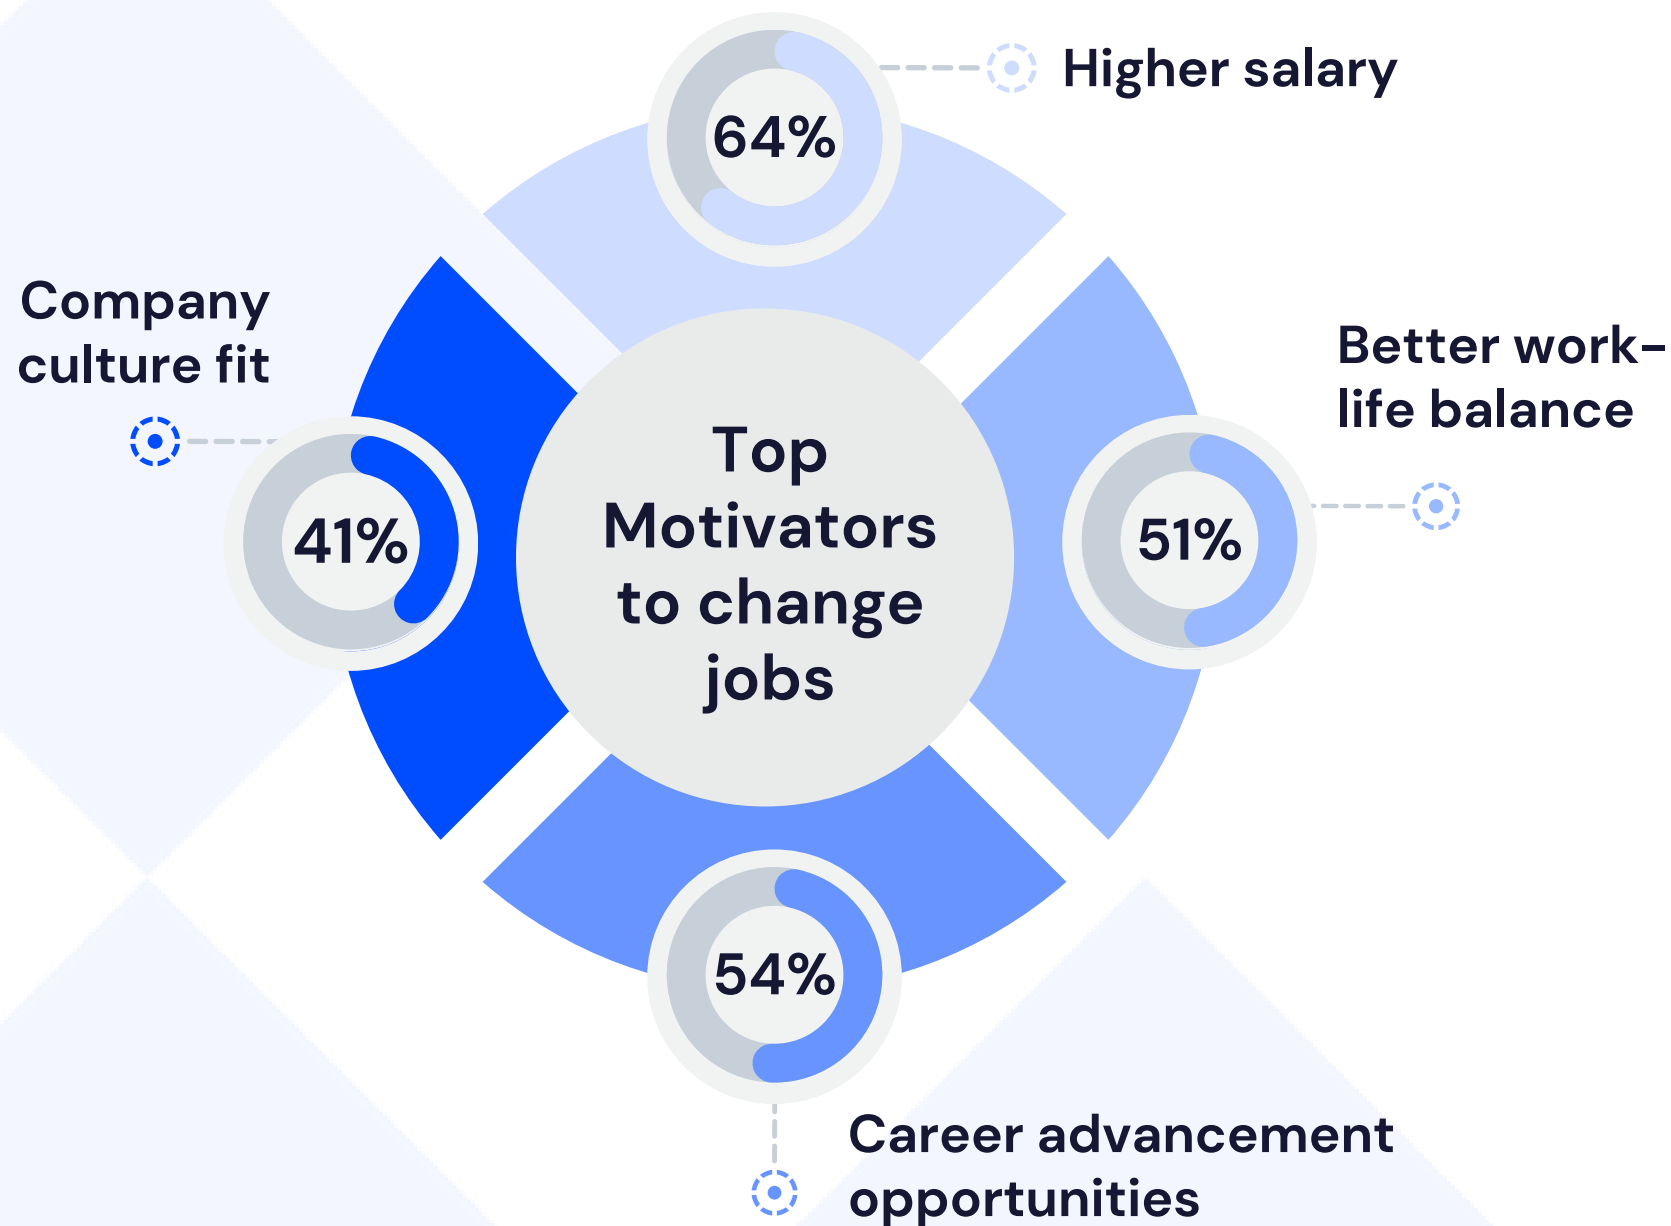 Higher salary
64%
Company
culture fit
41%
Top
Motivators
to change
jobs
Better work-
life balance
51%
54%
Career advancement
opportunities